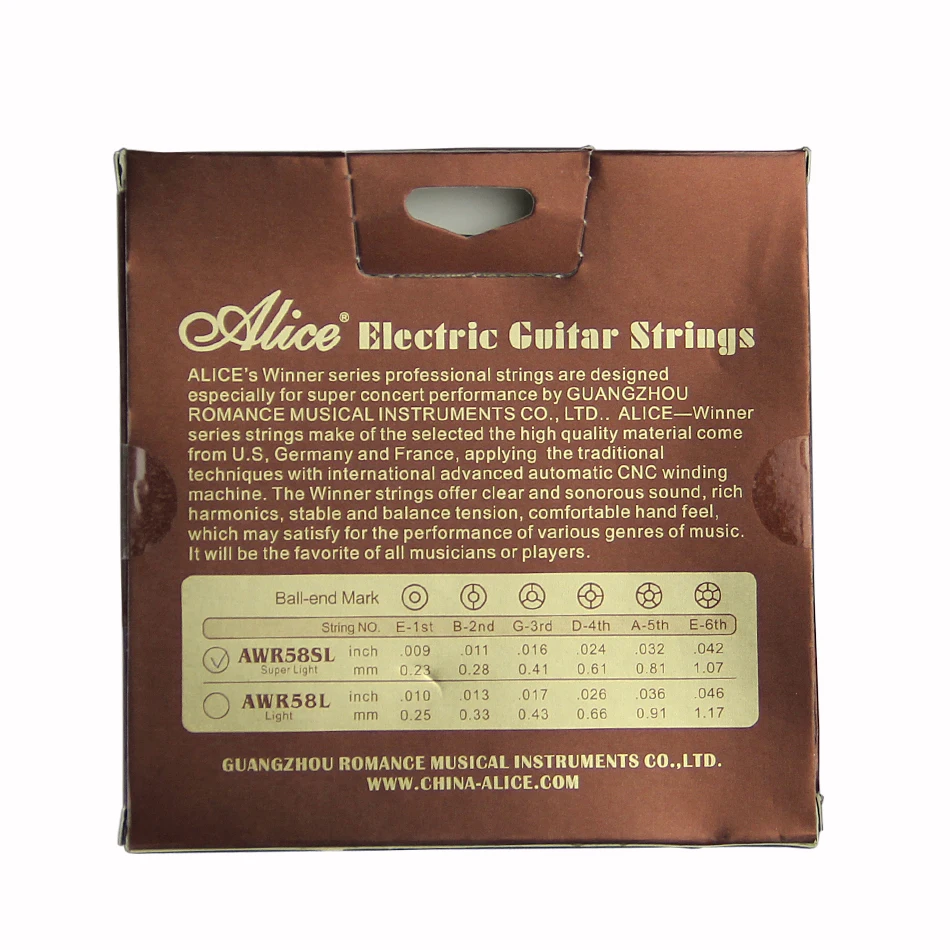 Alice® Electric Guitar Strings
ALICE's Winner series professional strings are designed
especially for super concert performance by GUANGZHOU
ROMANCE MUSICAL INSTRUMENTS CO., LTD.. ALICE—Winner
series strings make of the selected the high quality material come
from U.S, Germany and France, applying the traditional
techniques with international advanced automatic CNC winding
machine. The Winner strings offer clear and sonorous sound, rich
harmonics, stable and balance tension, comfortable hand feel,
which may satisfy for the performance of various genres of music.
It will be the favorite of all musicians or players.
Ball-end Mark
String NO. E-1st B-2nd G-3rd D-4th A-5th E-6th
AWR58SL inch .009 .011 .016 .024 .032 .042
Super Light mm 0.23 0.28 0.41 0.61 0.81 1.07
AWR58L inch .010 .013 .017 .026 .036 .046
Light mm 0.25 0.33 0.43 0.66 0.91 1.17
GUANGZHOU ROMANCE MUSICAL INSTRUMENTS CO.,LTD.
WWW.CHINA-ALICE.COM